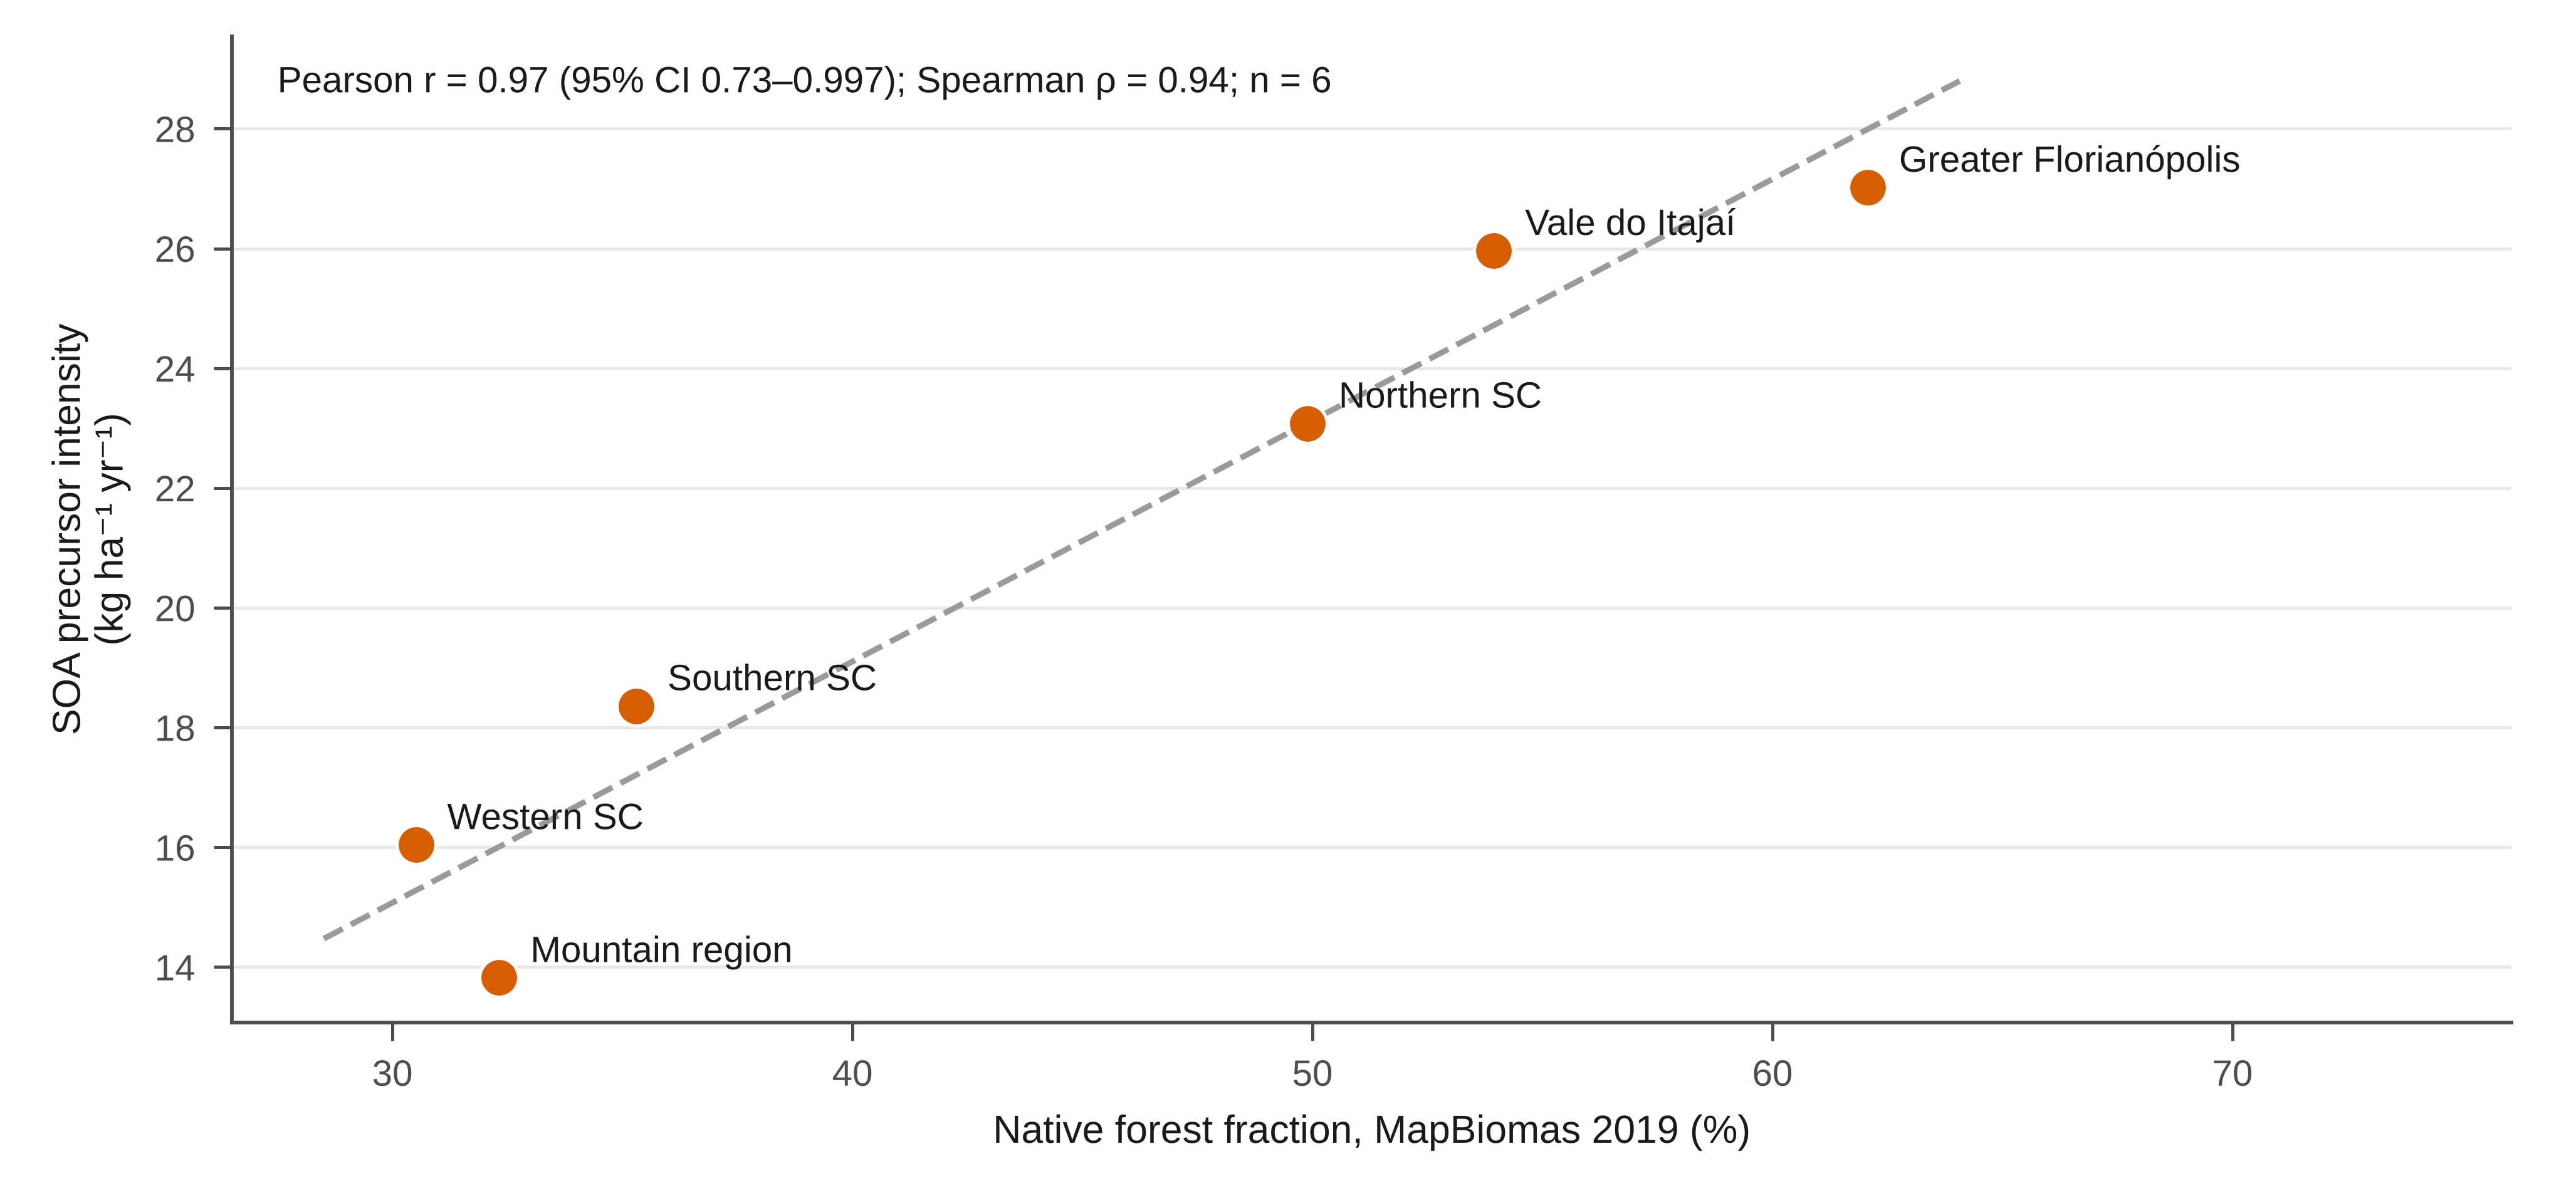 Pearson r = 0.97 (95% CI 0.73–0.997); Spearman ρ = 0.94; n = 6
28
26
24
22
20
18
16
14
SOA precursor intensity
(kg ha⁻¹ yr⁻¹)
Greater Florianópolis
Vale do Itajaí
Northern SC
Southern SC
Western SC
Mountain region
30
40
50
60
70
Native forest fraction, MapBiomas 2019 (%)